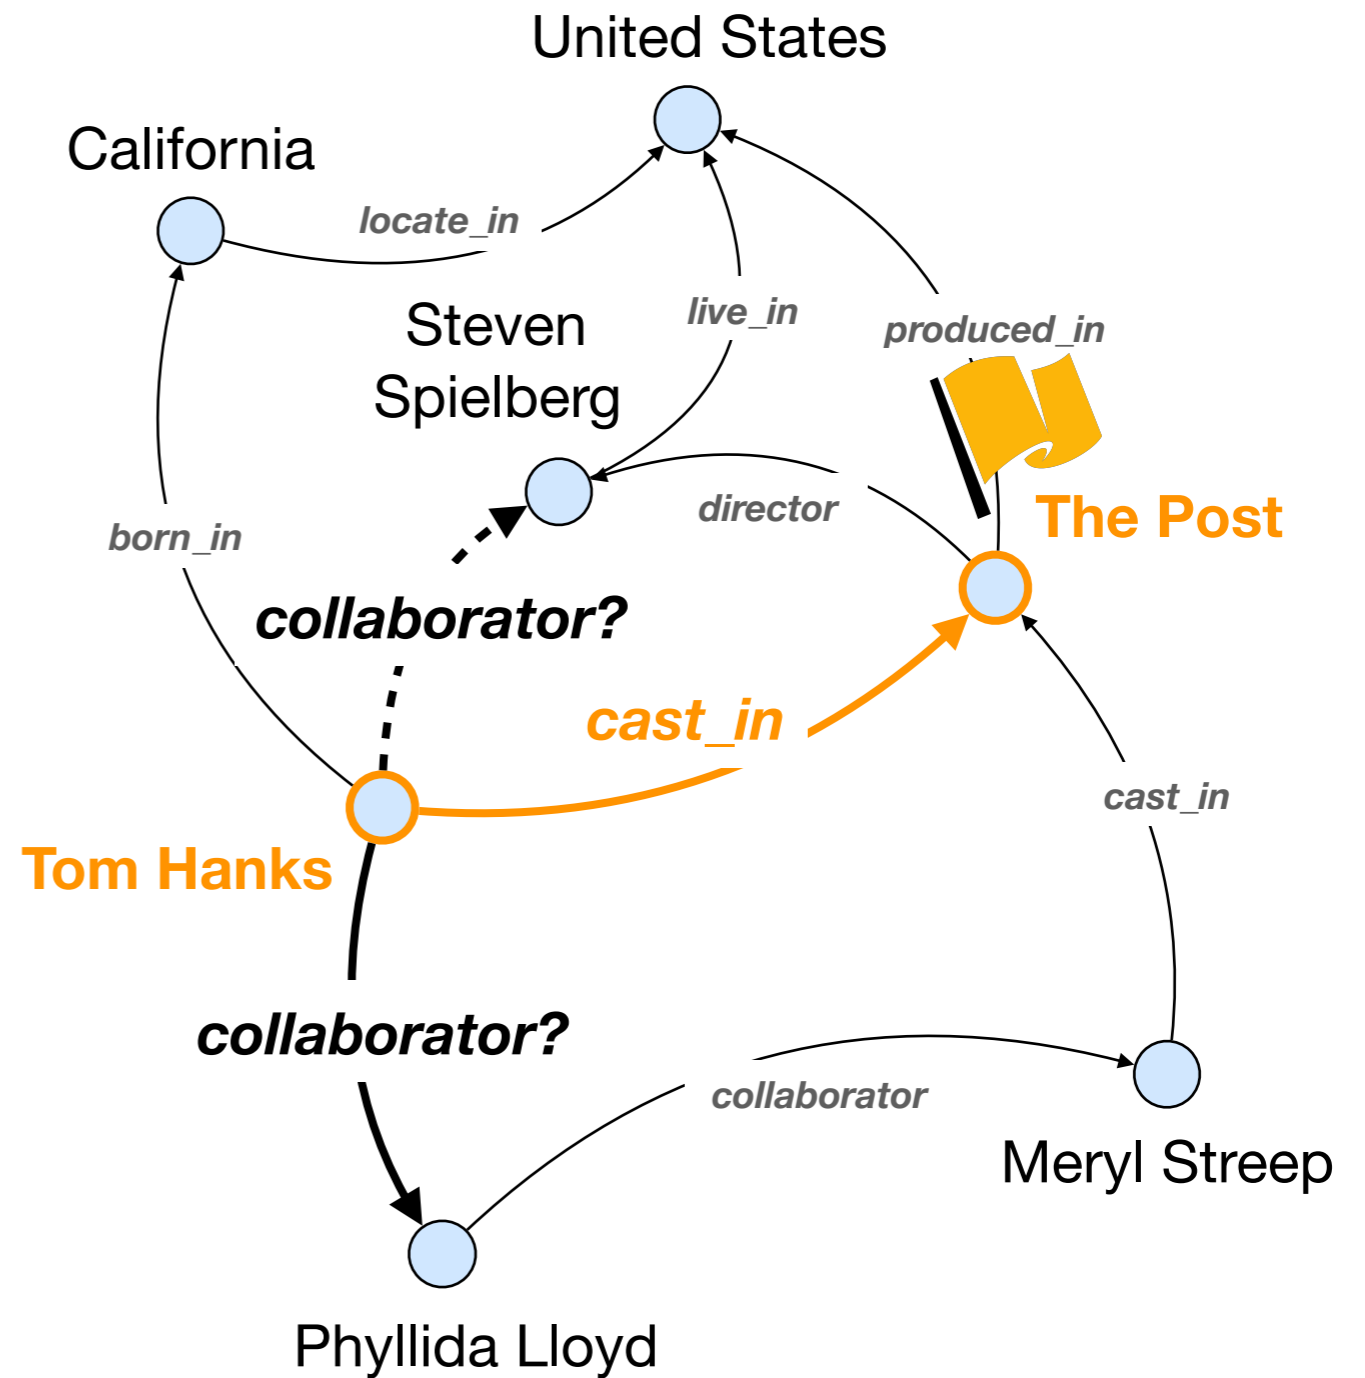 United States
California
locate_in
Steven
Spielberg
live_in
produced_in
director
The Post
born_in
collaborator?
cast_in
cast_in
Tom Hanks
collaborator?
collaborator
Meryl Streep
Phyllida Lloyd